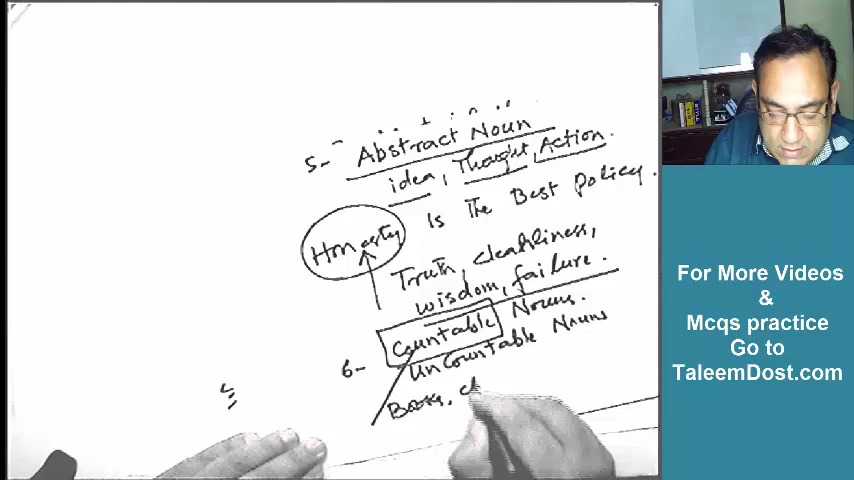 5- Abstract Noun
idea, Thought, Action.
Honesty Is The Best Policy.
Truth, cleanliness,
wisdom, failure.
6- Countable Nouns.
Uncountable Nouns
Books,
For More Videos
&
Mcqs practice
Go to
TaleemDost.com